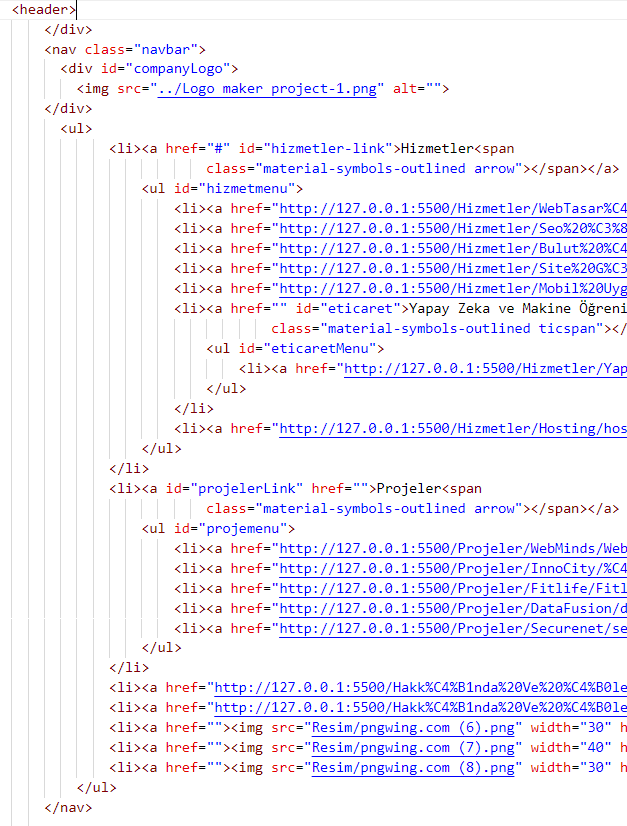 <header>
</div>
<nav class="navbar">
<div id="companyLogo">
<img src="../Logo maker project-1.png" alt="">
</div>
<ul>
<li><a href="#" id="hizmetler-link">Hizmetler<span
class="material-symbols-outlined arrow"></span></a>
<ul id="hizmetmenu">
<li><a href="http://127.0.0.1:5500/Hizmetler/WebTasar%C4
<li><a href="http://127.0.0.1:5500/Hizmetler/Seo%20%C3%8
<li><a href="http://127.0.0.1:5500/Hizmetler/Bulut%20%C4
<li><a href="http://127.0.0.1:5500/Hizmetler/Site%20G%C3
<li><a href="http://127.0.0.1:5500/Hizmetler/Mobil%20Uyg
<li><a href="" id="eticaret">Yapay Zeka ve Makine Öğreni
class="material-symbols-outlined ticspan"></
<ul id="eticaretMenu">
<li><a href="http://127.0.0.1:5500/Hizmetler/Yap
</ul>
</li>
<li><a href="http://127.0.0.1:5500/Hizmetler/Hosting/hos
</ul>
</li>
<li><a id="projelerLink" href="">Projeler<span
class="material-symbols-outlined arrow"></span></a>
<ul id="projemenu">
<li><a href="http://127.0.0.1:5500/Projeler/WebMinds/Web
<li><a href="http://127.0.0.1:5500/Projeler/InnoCity/%C4
<li><a href="http://127.0.0.1:5500/Projeler/Fitlife/Fitl
<li><a href="http://127.0.0.1:5500/Projeler/DataFusion/d
<li><a href="http://127.0.0.1:5500/Projeler/Securenet/se
</ul>
</li>
<li><a href="http://127.0.0.1:5500/Hakk%C4%B1nda%20Ve%20%C4%B0le
<li><a href="http://127.0.0.1:5500/Hakk%C4%B1nda%20Ve%20%C4%B0le
<li><a href=""><img src="Resim/pngwing.com (6).png" width="30" h
<li><a href=""><img src="Resim/pngwing.com (7).png" width="40" h
<li><a href=""><img src="Resim/pngwing.com (8).png" width="30" h
</ul>
</nav>